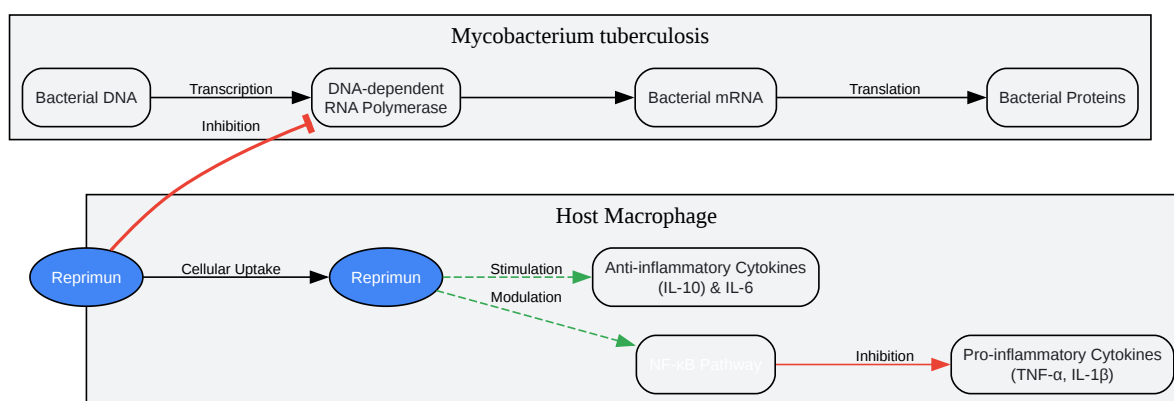 Mycobacterium tuberculosis
Bacterial DNA
Transcription
DNA-dependent
RNA Polymerase
Bacterial mRNA
Translation
Bacterial Proteins
Inhibition
Host Macrophage
Reprimun
Cellular Uptake
Reprimun
Stimulation
Anti-inflammatory Cytokines
(IL-10) & IL-6
Modulation
NF-κB Pathway
Inhibition
Pro-inflammatory Cytokines
(TNF-α, IL-1β)